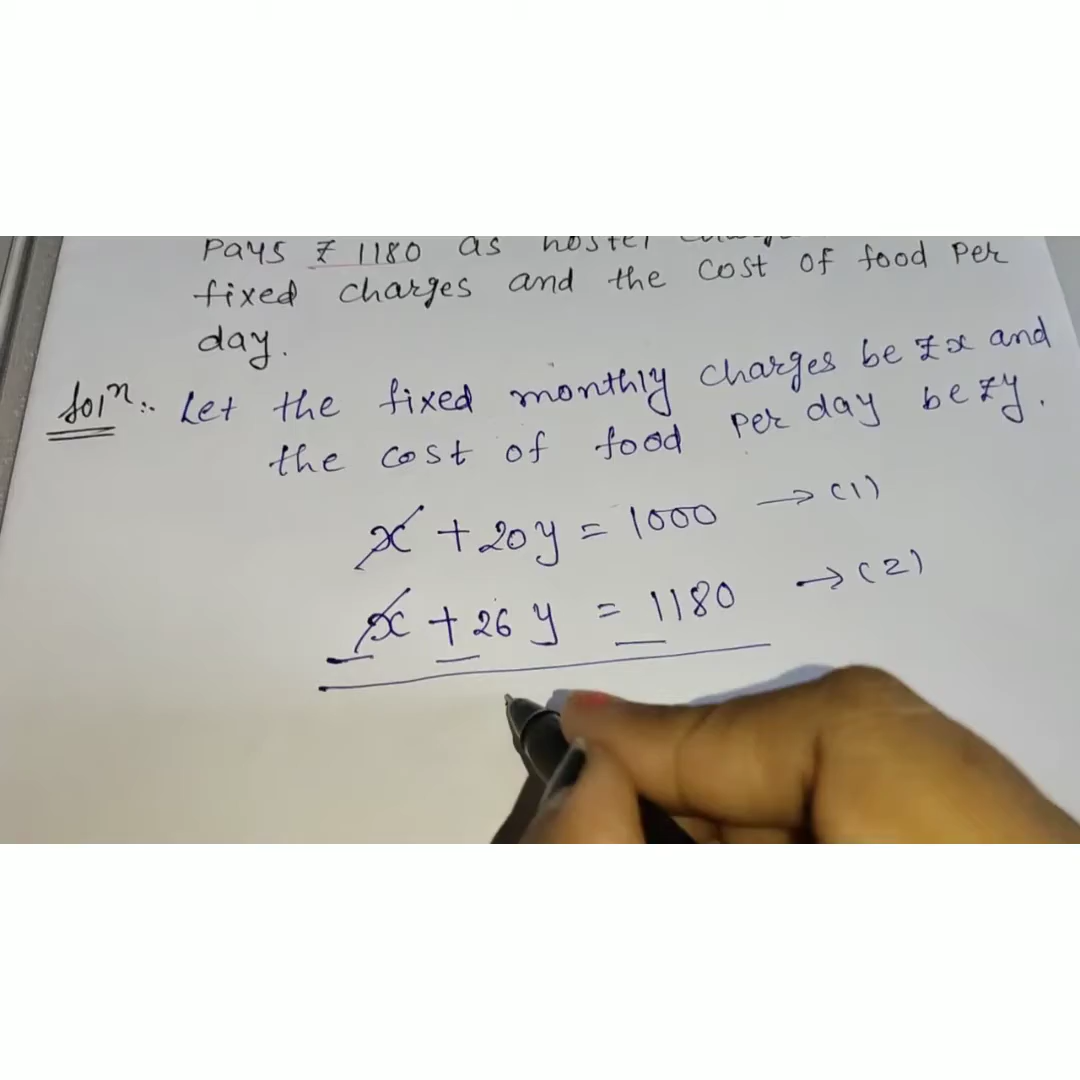 Pays ₹ 1180 as hostel
fixed charges and the cost of food per
day.
Solⁿ:. Let the fixed monthly charges be ₹x and
the cost of food per day be ₹y.
x + 20y = 1000 → (1)
x + 26y = 1180 → (2)